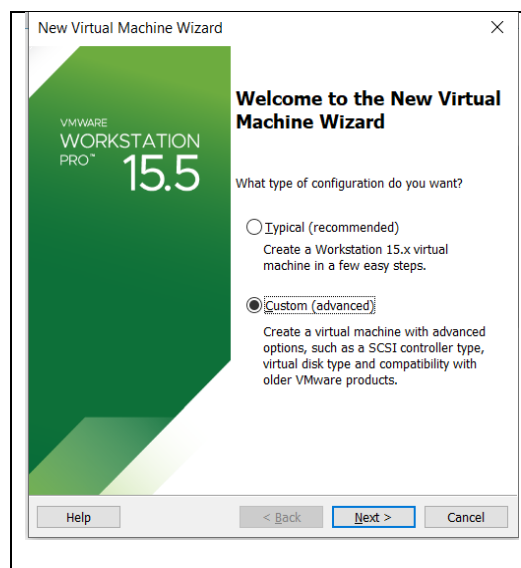 New Virtual Machine Wizard
VMWARE
WORKSTATION
PRO™
15.5
Welcome to the New Virtual
Machine Wizard
What type of configuration do you want?
Typical (recommended)
Create a Workstation 15.x virtual
machine in a few easy steps.
Custom (advanced)
Create a virtual machine with advanced
options, such as a SCSI controller type,
virtual disk type and compatibility with
older VMware products.
Help
< Back
Next >
Cancel